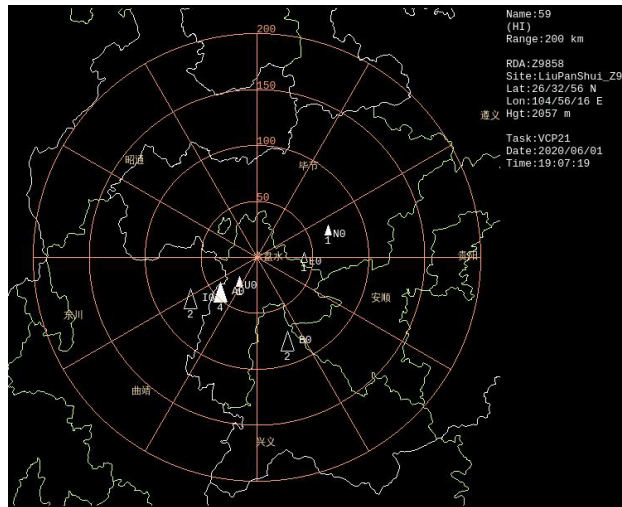 Name:59
(HI)
Range:200 km
RDA:Z9858
Site:LiuPanShui_Z9
Lat:26/32/56 N
Lon:104/56/16 E
Hgt:2057 m
Task:VCP21
Date:2020/06/01
Time:19:07:19
200
150
100
50
遵义
昭通
毕节
N0
1
盘水
E0
1
贵阳
U0
A0
I0
4
2
安顺
东川
B0
2
曲靖
兴义